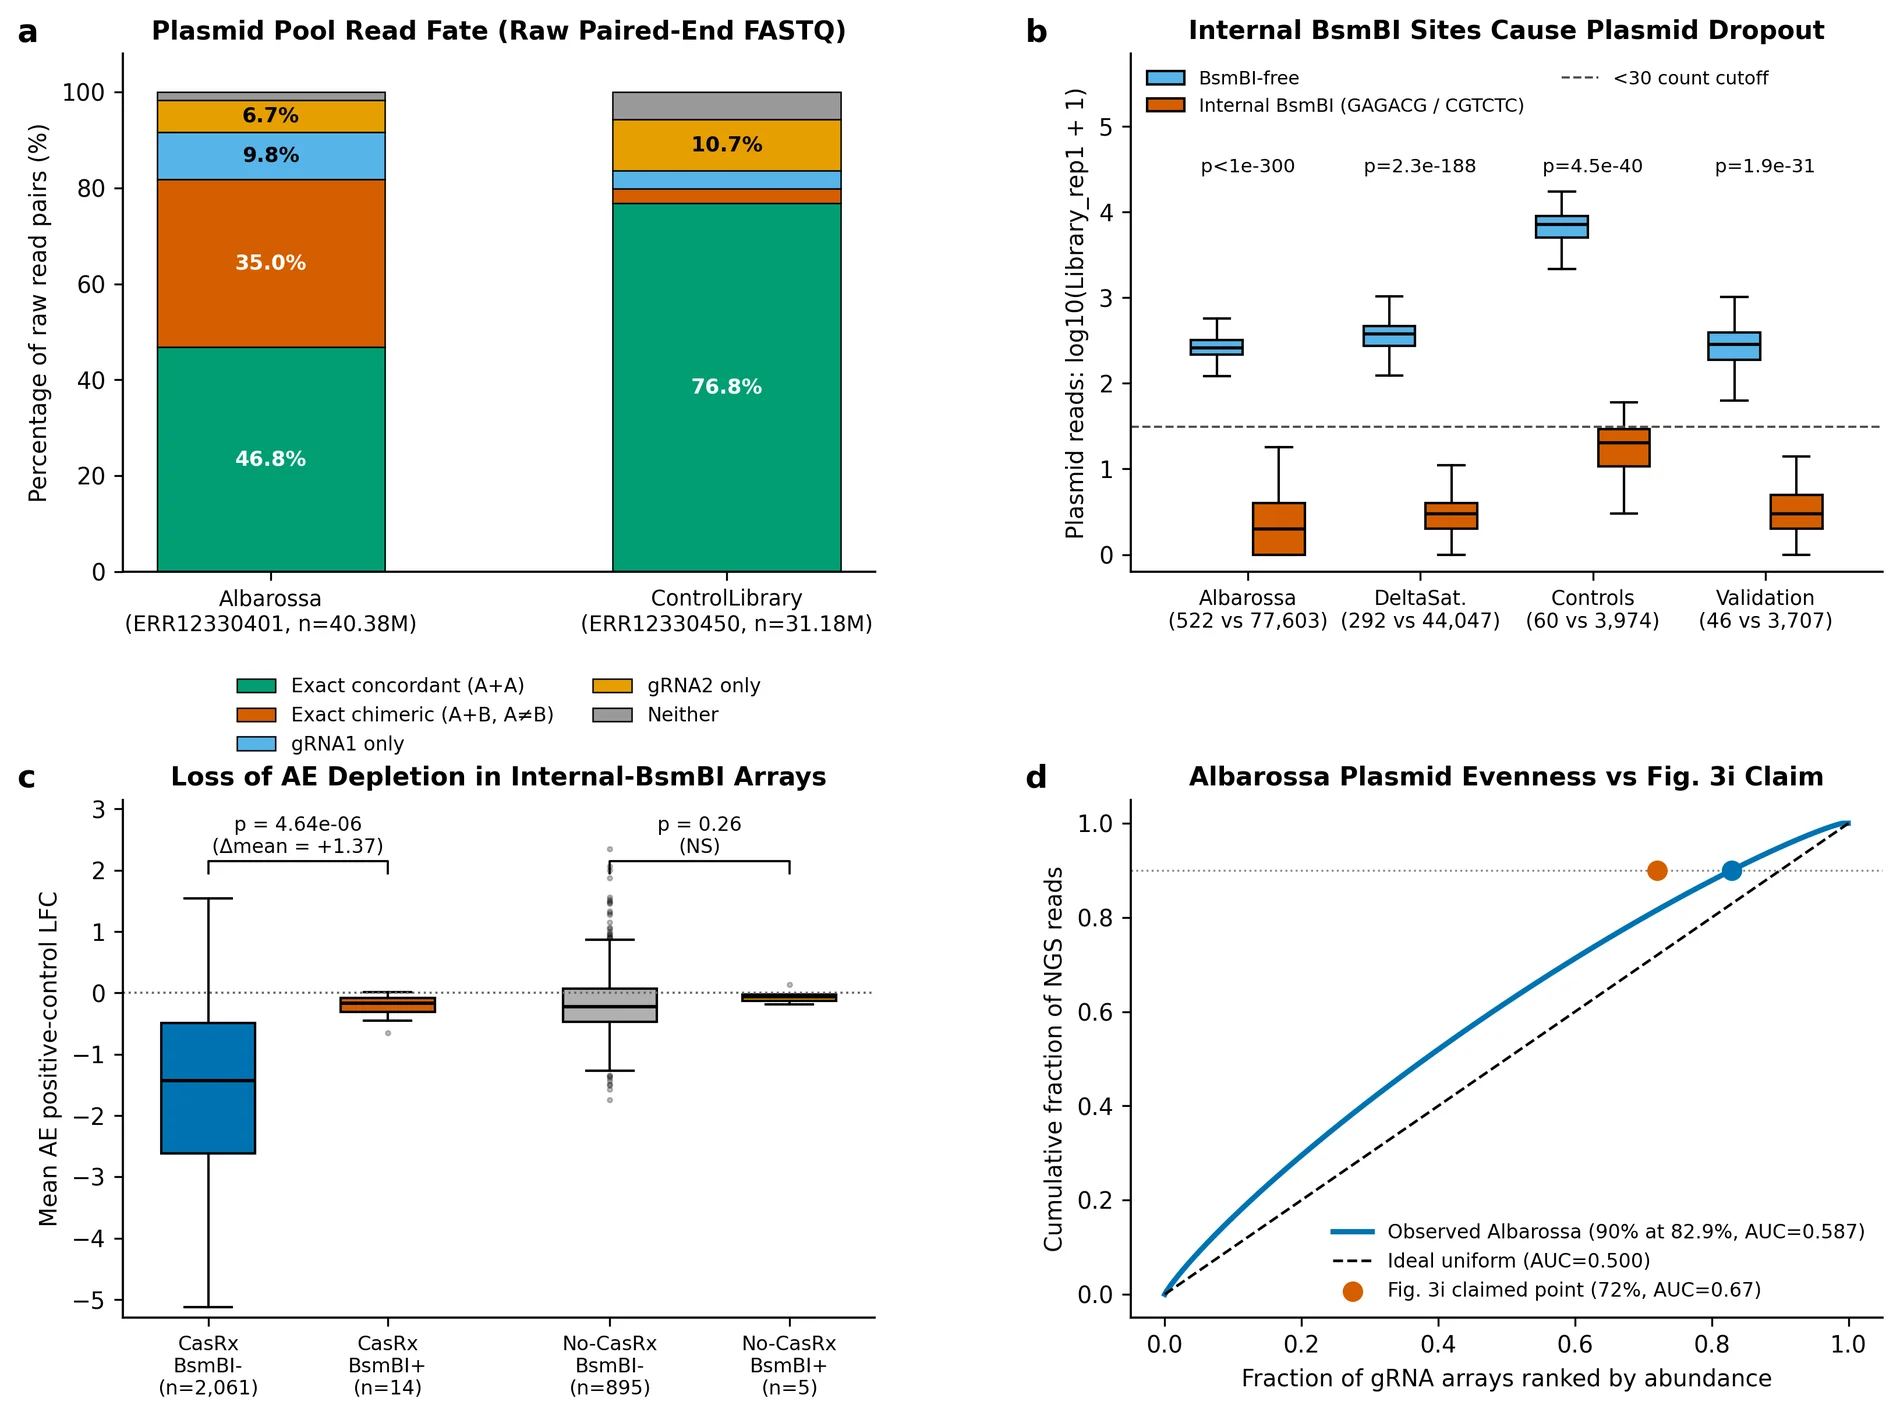 a
Plasmid Pool Read Fate (Raw Paired-End FASTQ)
Percentage of raw read pairs (%)
100
80
60
40
20
0
6.7%
9.8%
35.0%
46.8%
10.7%
76.8%
Albarossa
(ERR12330401, n=40.38M)
ControlLibrary
(ERR12330450, n=31.18M)
Exact concordant (A+A)
Exact chimeric (A+B, A≠B)
gRNA1 only
gRNA2 only
Neither
b
Internal BsmBI Sites Cause Plasmid Dropout
Plasmid reads: log10(Library_rep1 + 1)
BsmBI-free
Internal BsmBI (GAGACG / CGTCTC)
<30 count cutoff
5
4
3
2
1
0
p<1e-300
p=2.3e-188
p=4.5e-40
p=1.9e-31
Albarossa
(522 vs 77,603)
DeltaSat.
(292 vs 44,047)
Controls
(60 vs 3,974)
Validation
(46 vs 3,707)
c
Loss of AE Depletion in Internal-BsmBI Arrays
Mean AE positive-control LFC
3
2
1
0
−1
−2
−3
−4
−5
p = 4.64e-06
(Δmean = +1.37)
p = 0.26
(NS)
CasRx
BsmBI-
(n=2,061)
CasRx
BsmBI+
(n=14)
No-CasRx
BsmBI-
(n=895)
No-CasRx
BsmBI+
(n=5)
d
Albarossa Plasmid Evenness vs Fig. 3i Claim
Cumulative fraction of NGS reads
1.0
0.8
0.6
0.4
0.2
0.0
Observed Albarossa (90% at 82.9%, AUC=0.587)
Ideal uniform (AUC=0.500)
Fig. 3i claimed point (72%, AUC=0.67)
0.0
0.2
0.4
0.6
0.8
1.0
Fraction of gRNA arrays ranked by abundance